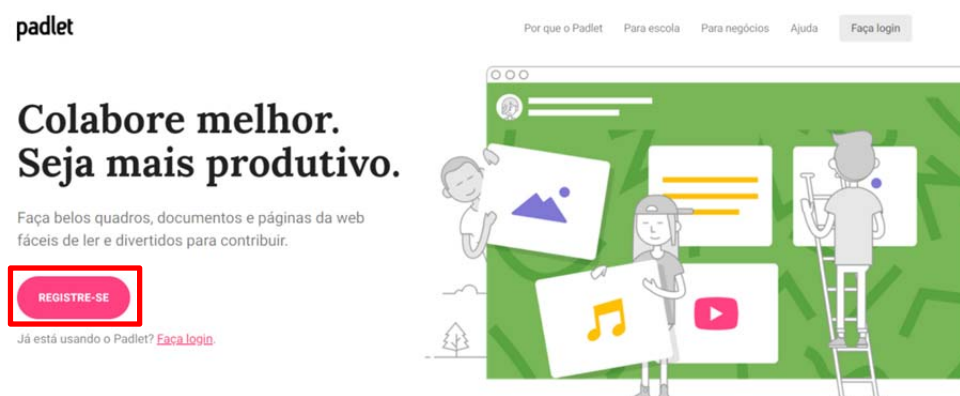 padlet
Por que o Padlet Para escola Para negócios Ajuda Faça login
Colabore melhor.
Seja mais produtivo.
Faça belos quadros, documentos e páginas da web
fáceis de ler e divertidos para contribuir.
REGISTRE-SE
Já está usando o Padlet? Faça login.